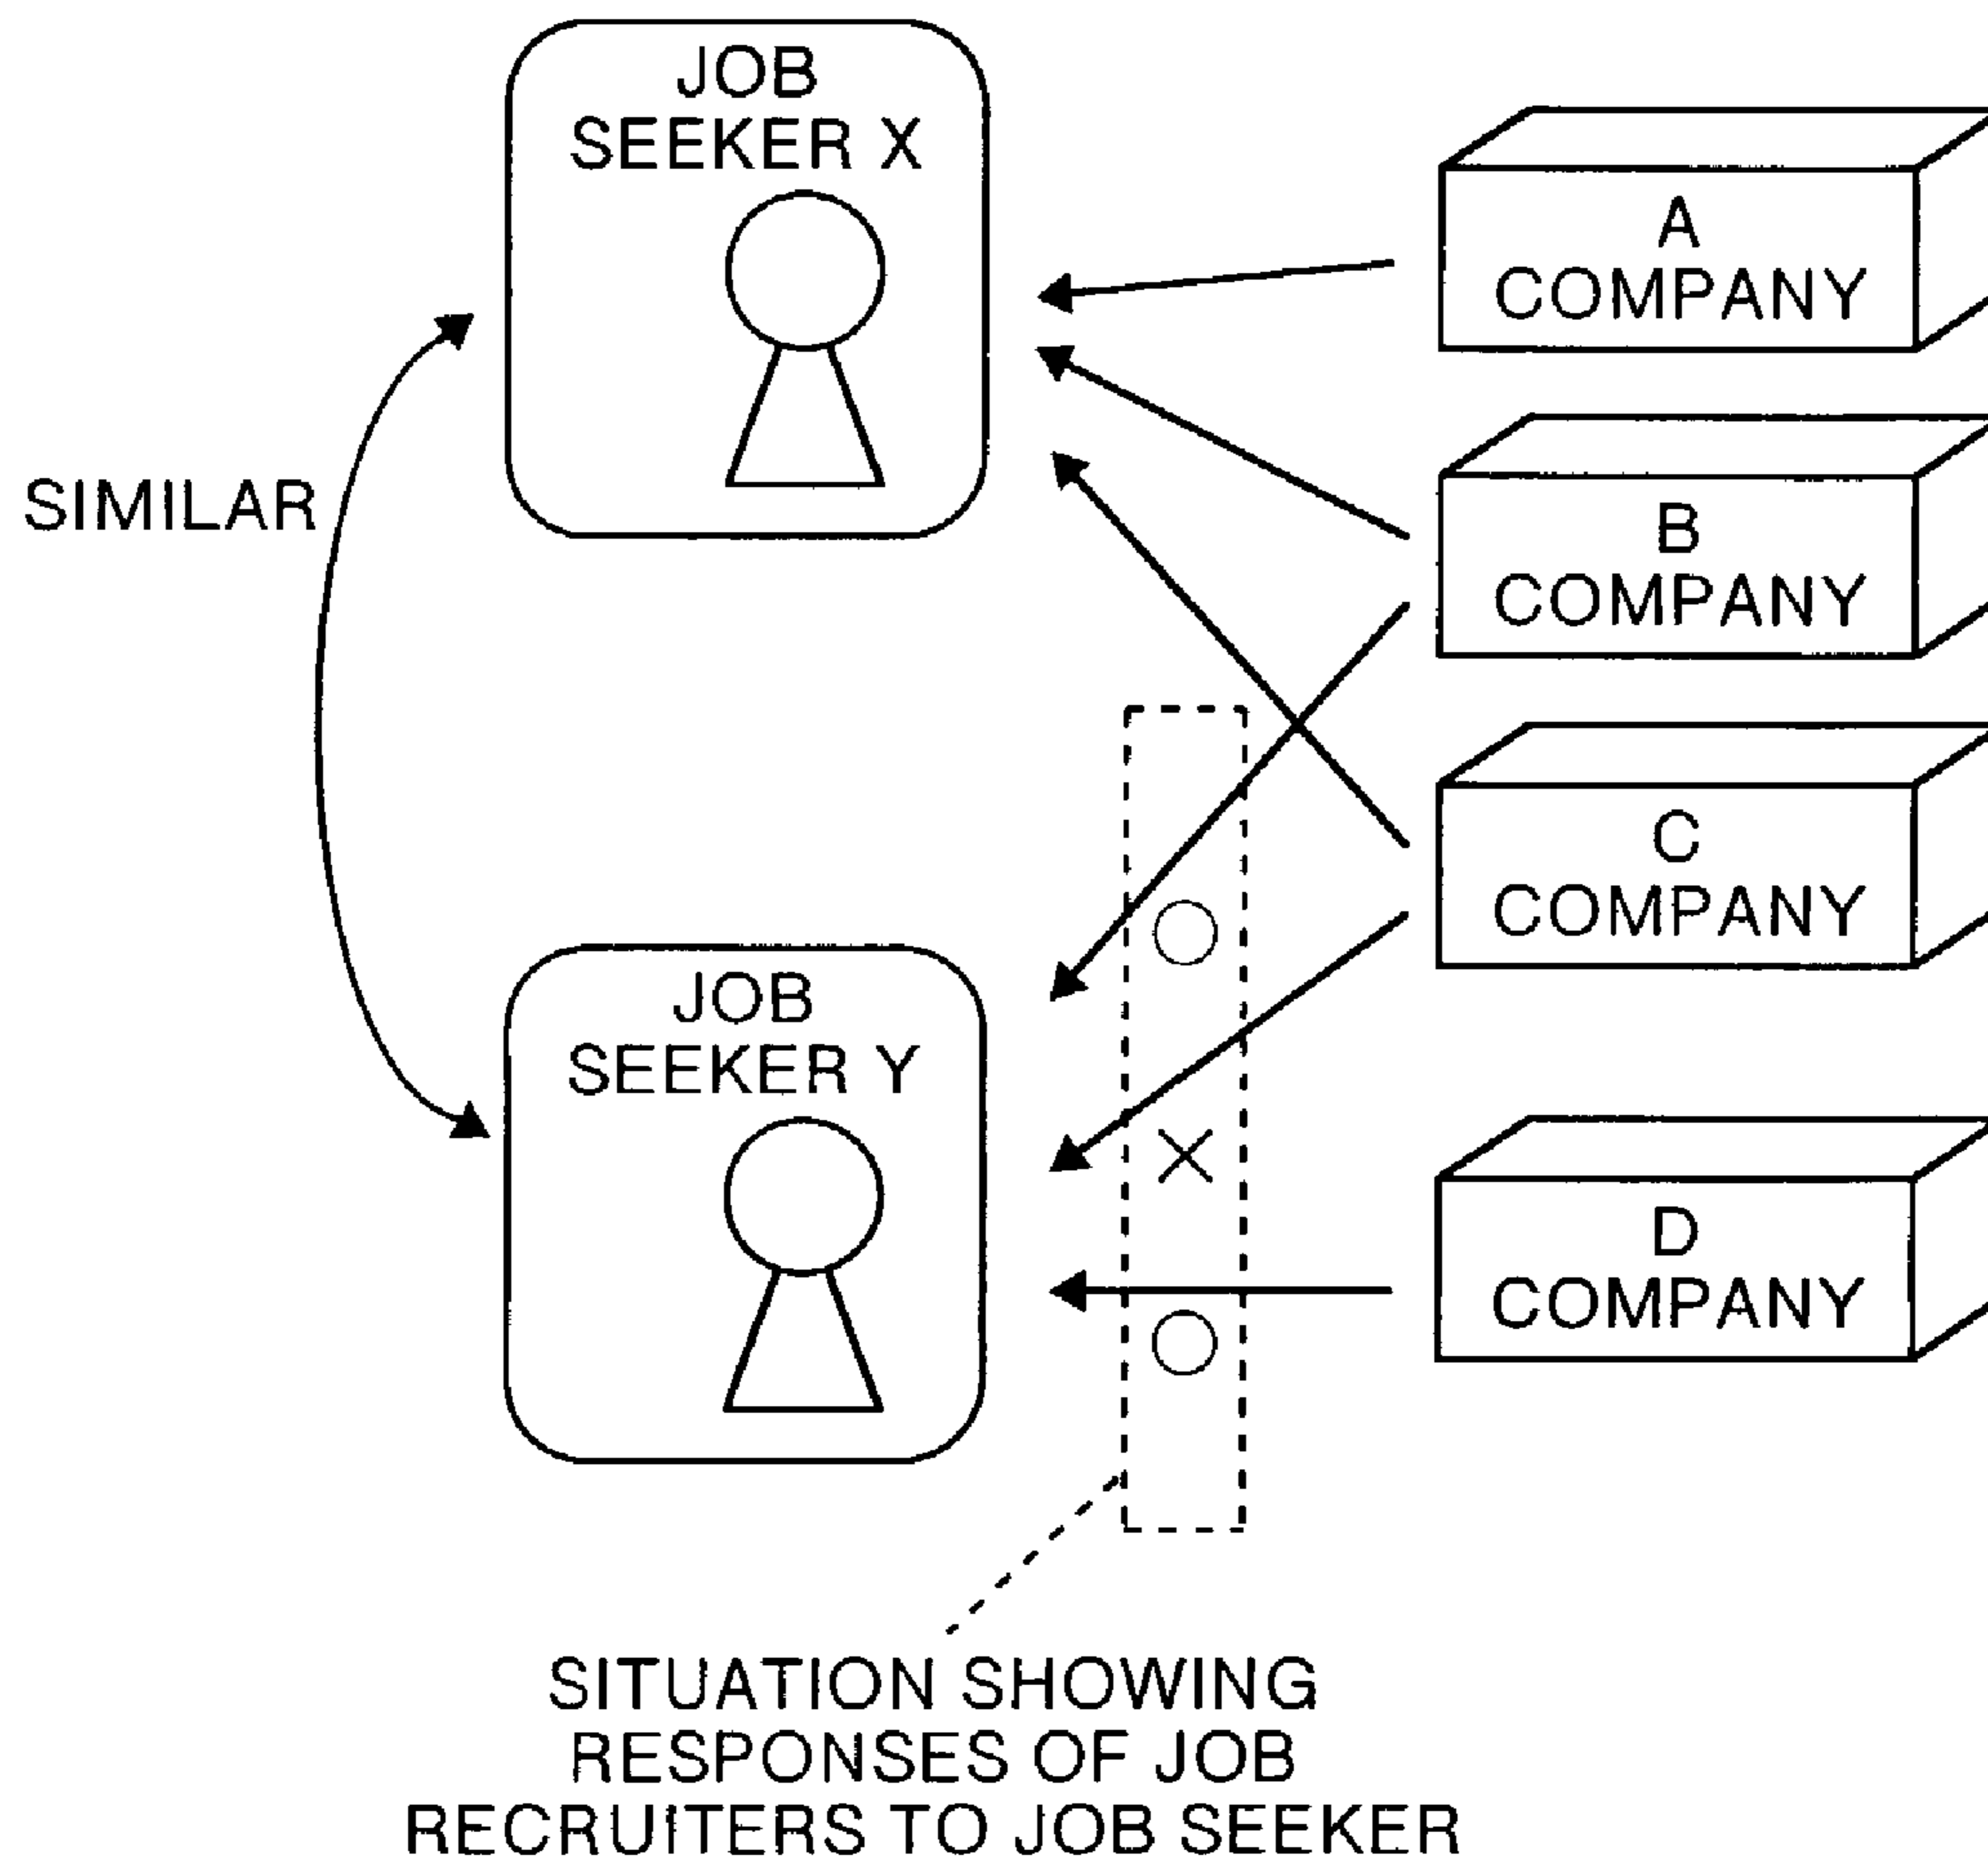 JOB
SEEKER X
A
COMPANY
SIMILAR
B
COMPANY
C
COMPANY
JOB
SEEKER Y
D
COMPANY
SITUATION SHOWING
RESPONSES OF JOB
RECRUITERS TO JOB SEEKER